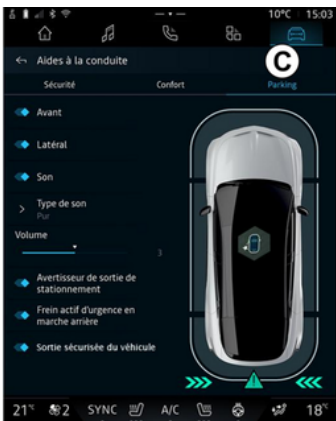 10°C 15:03
Aides à la conduite
C
Sécurité Confort Parking
Avant
Latéral
Son
Type de son
Pur
Volume
3
Avertisseur de sortie de
stationnement
Frein actif d'urgence en
marche arrière
Sortie sécurisée du véhicule
21°C 2 SYNC A/C 18°C